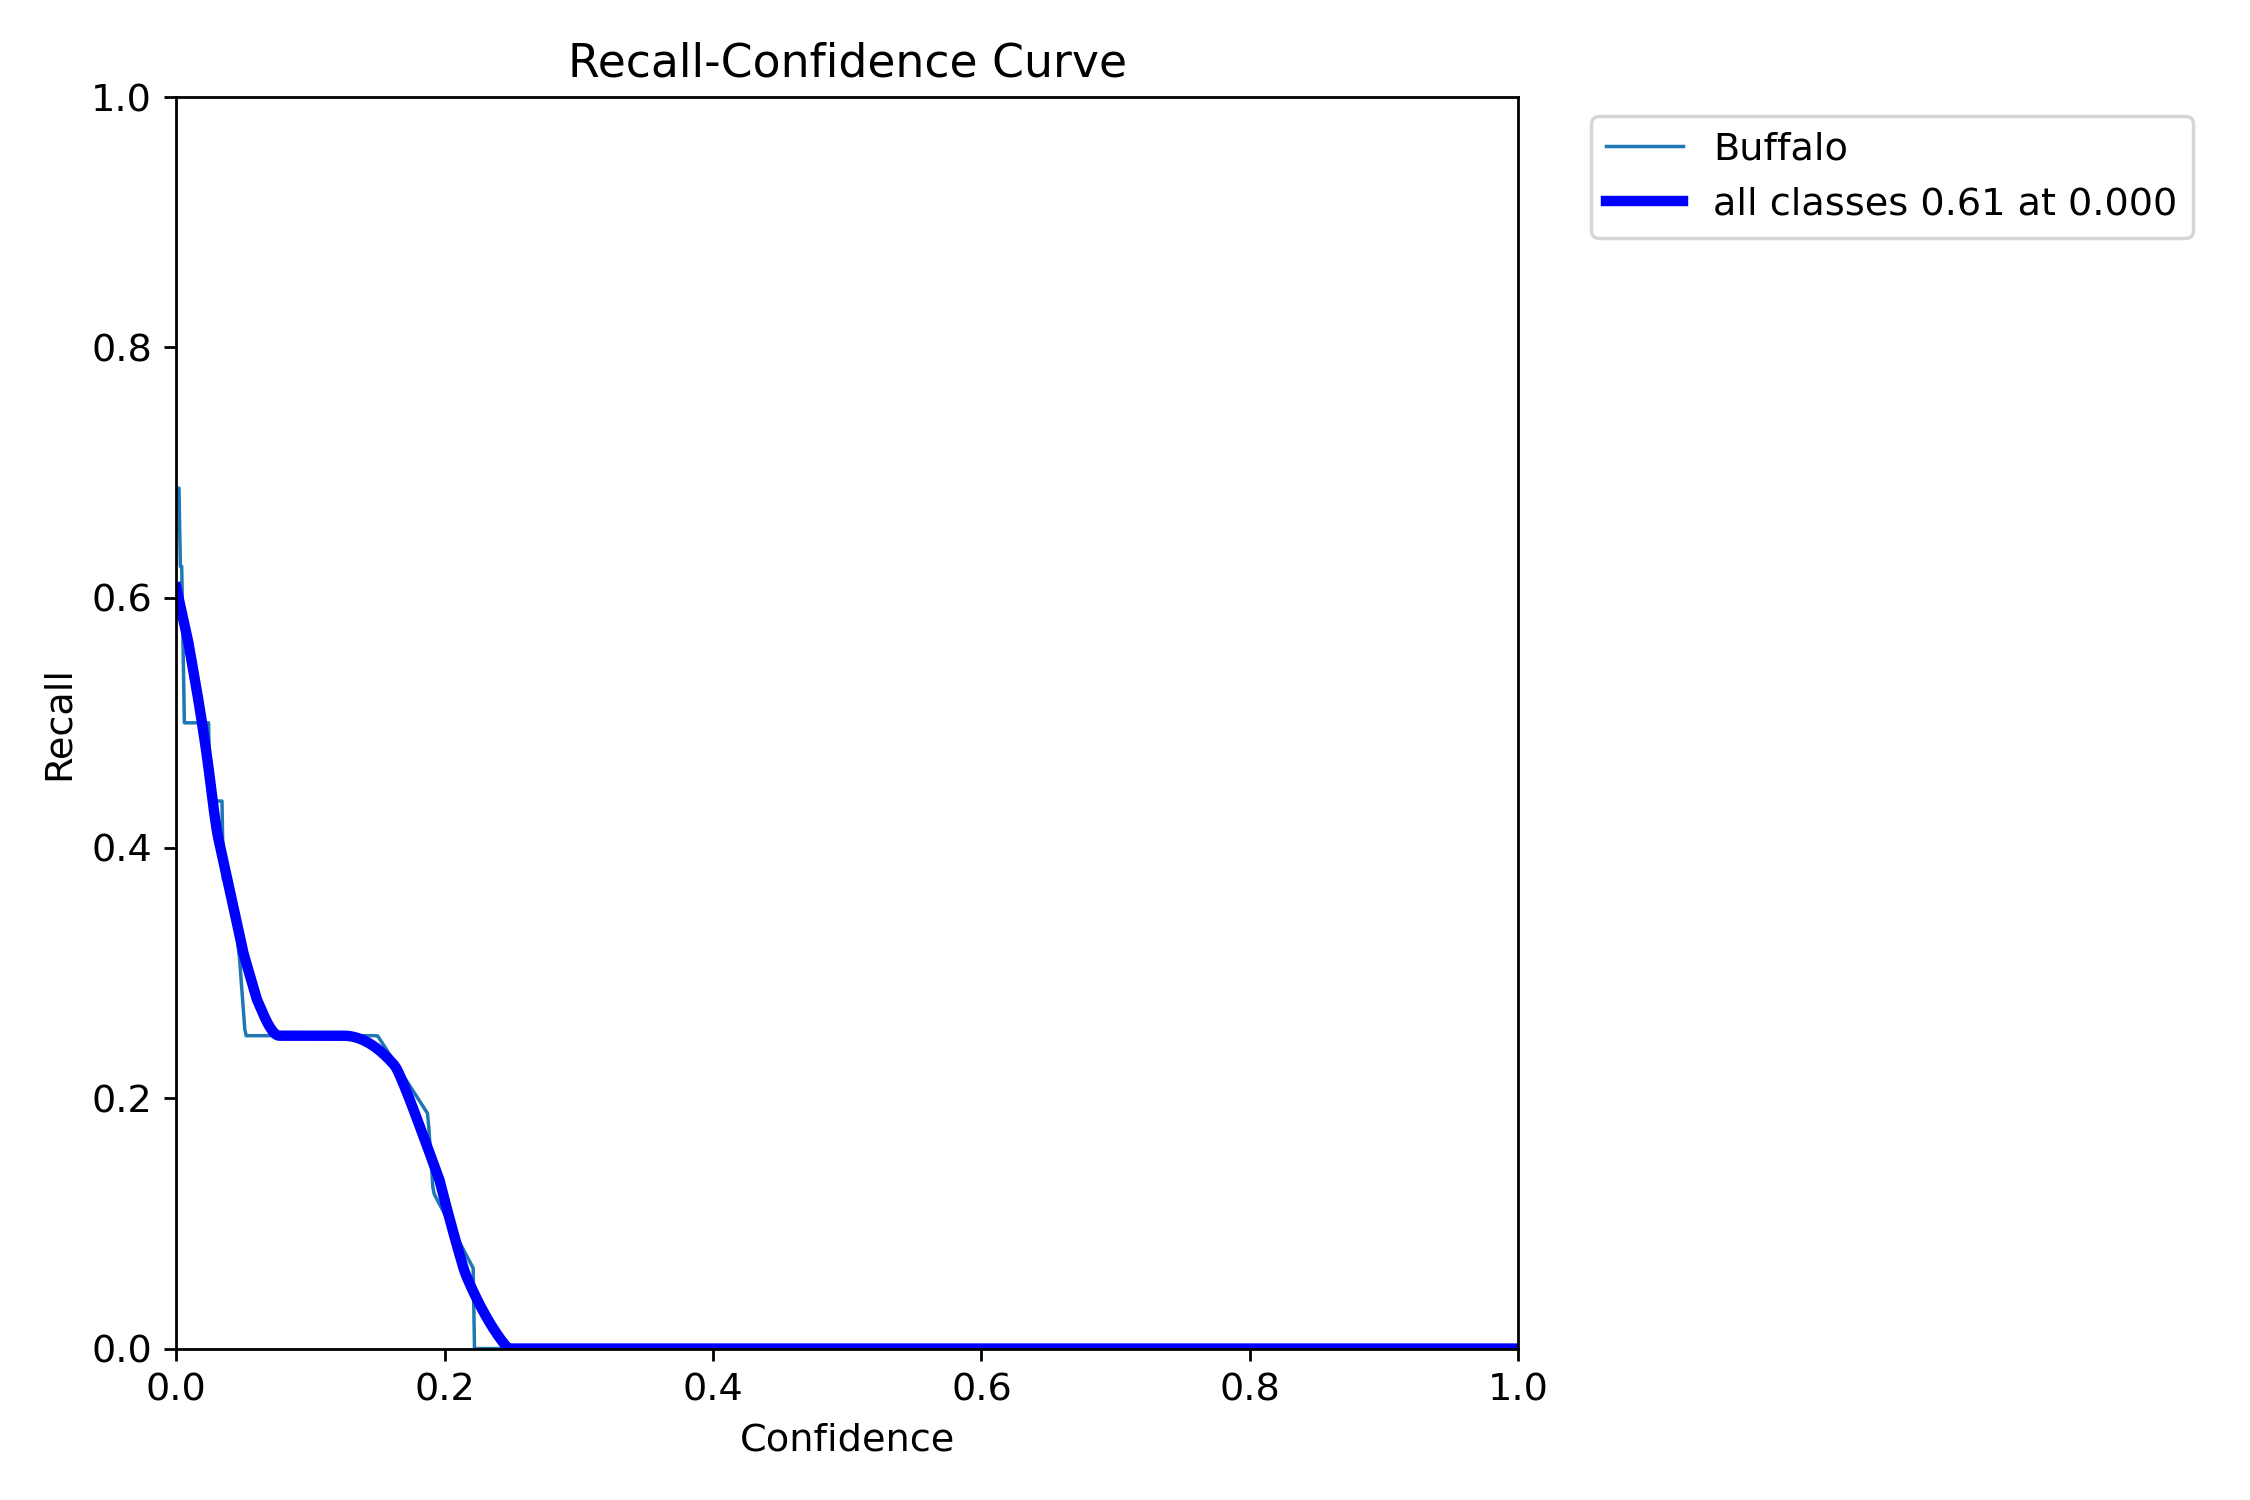 Recall-Confidence Curve
1.0
0.8
0.6
0.4
0.2
0.0
Recall
0.0 0.2 0.4 0.6 0.8 1.0
Confidence
Buffalo
all classes 0.61 at 0.000